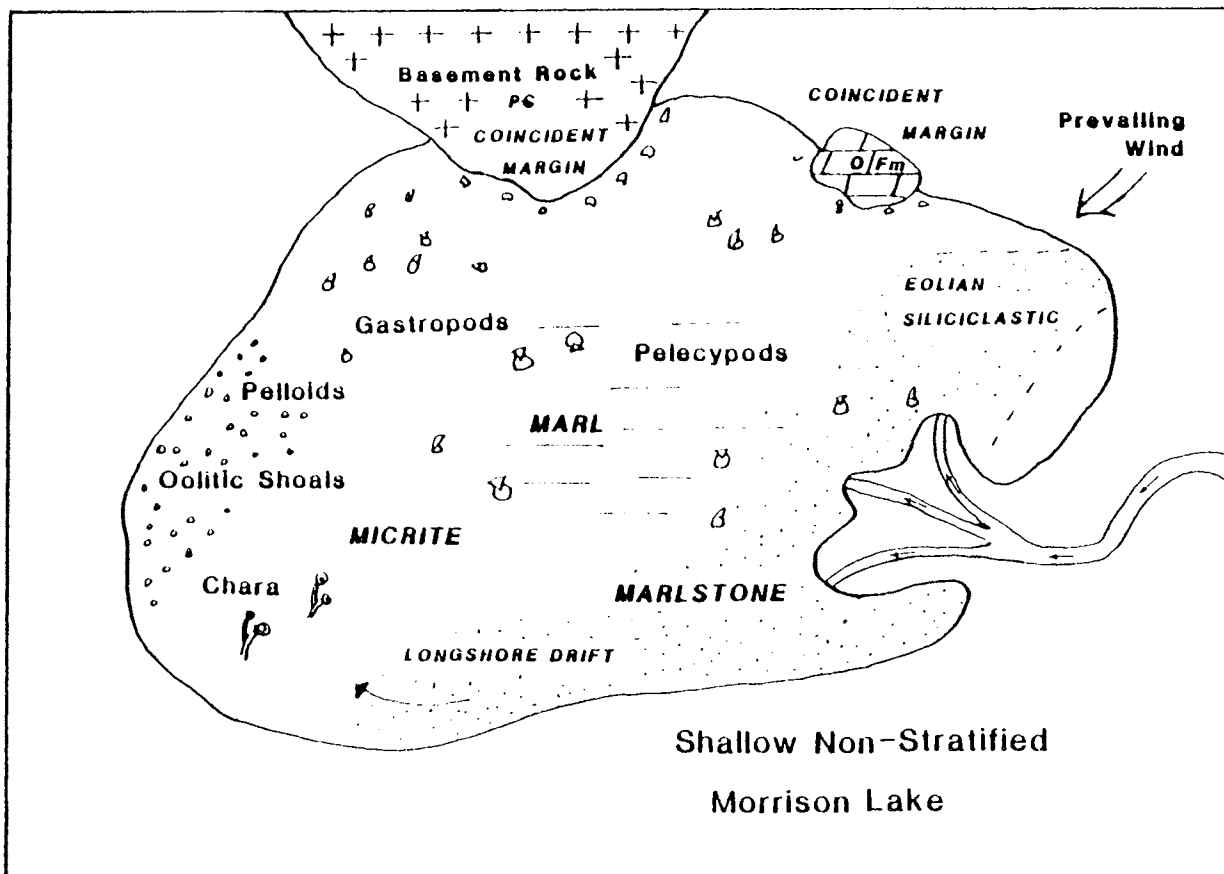 Basement Rock
PC
COINCIDENT
MARGIN
COINCIDENT
MARGIN
O Fm
Prevailing
Wind
EOLIAN
SILICICLASTIC
Gastropods
Pelecypods
Pelloids
MARL
Oolitic Shoals
MICRITE
Chara
MARLSTONE
LONGSHORE DRIFT
Shallow Non-Stratified
Morrison Lake